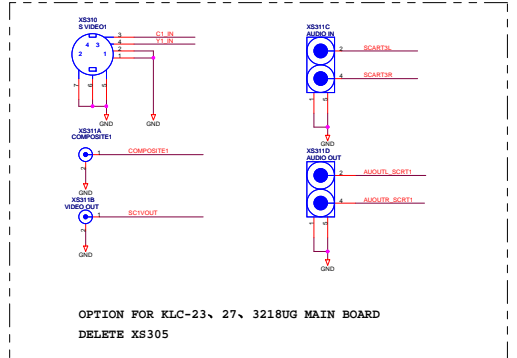 XS310
S VIDEO1
3 C1_IN
4 Y1_IN
2
1
4 3
2 1
7 6 5
GND GND
XS311A
COMPOSITE1
1 COMPOSITE1
2
GND
XS311B
VIDEO OUT
1 SC1VOUT
2
GND
XS311C
AUDIO IN
2 SCART3L
4 SCART3R
1 5
GND
XS311D
AUDIO OUT
2 AUOUTL_SCRT1
4 AUOUTR_SCRT1
1 5
GND
OPTION FOR KLC-23、27、3218UG MAIN BOARD
DELETE XS305